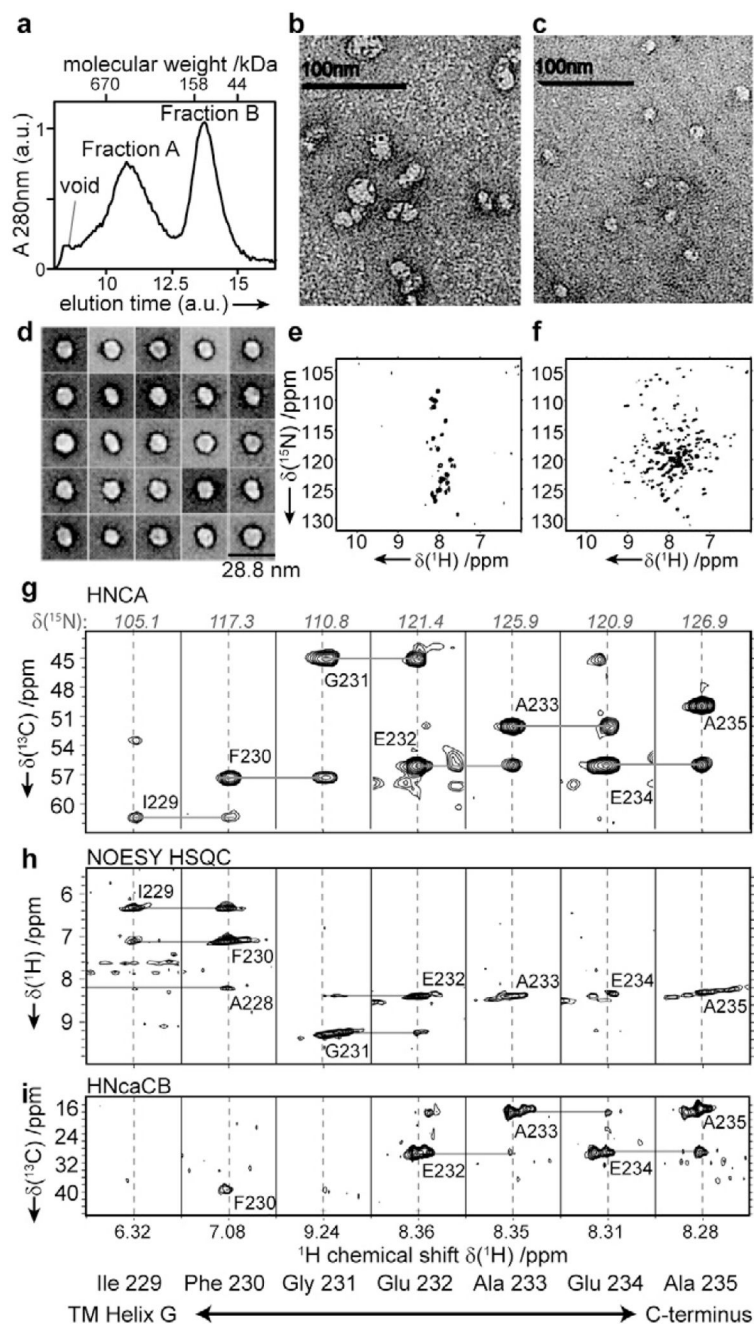 a
molecular weight /kDa
670 158 44
Fraction B
Fraction A
void
A 280nm (a.u.)
1
0
10 12.5 15
elution time (a.u.)
b
100nm
c
100nm
d
28.8 nm
e
δ(15N) /ppm
105
110
115
120
125
130
10 9 8 7
δ(1H) /ppm
f
105
110
115
120
125
130
10 9 8 7
δ(1H) /ppm
g HNCA
δ(15N): 105.1 117.3 110.8 121.4 125.9 120.9 126.9
δ(13C) /ppm
45
48
51
54
57
60
G231
A233
A235
F230
E232
E234
I229
h NOESY HSQC
δ(1H) /ppm
6
7
8
9
I229
F230
A228
E232
A233
E234
A235
G231
i HNcaCB
δ(13C) /ppm
16
24
32
40
A233
A235
E232
E234
F230
6.32 7.08 9.24 8.36 8.35 8.31 8.28
1H chemical shift δ(1H) /ppm
Ile 229 Phe 230 Gly 231 Glu 232 Ala 233 Glu 234 Ala 235
TM Helix G C-terminus